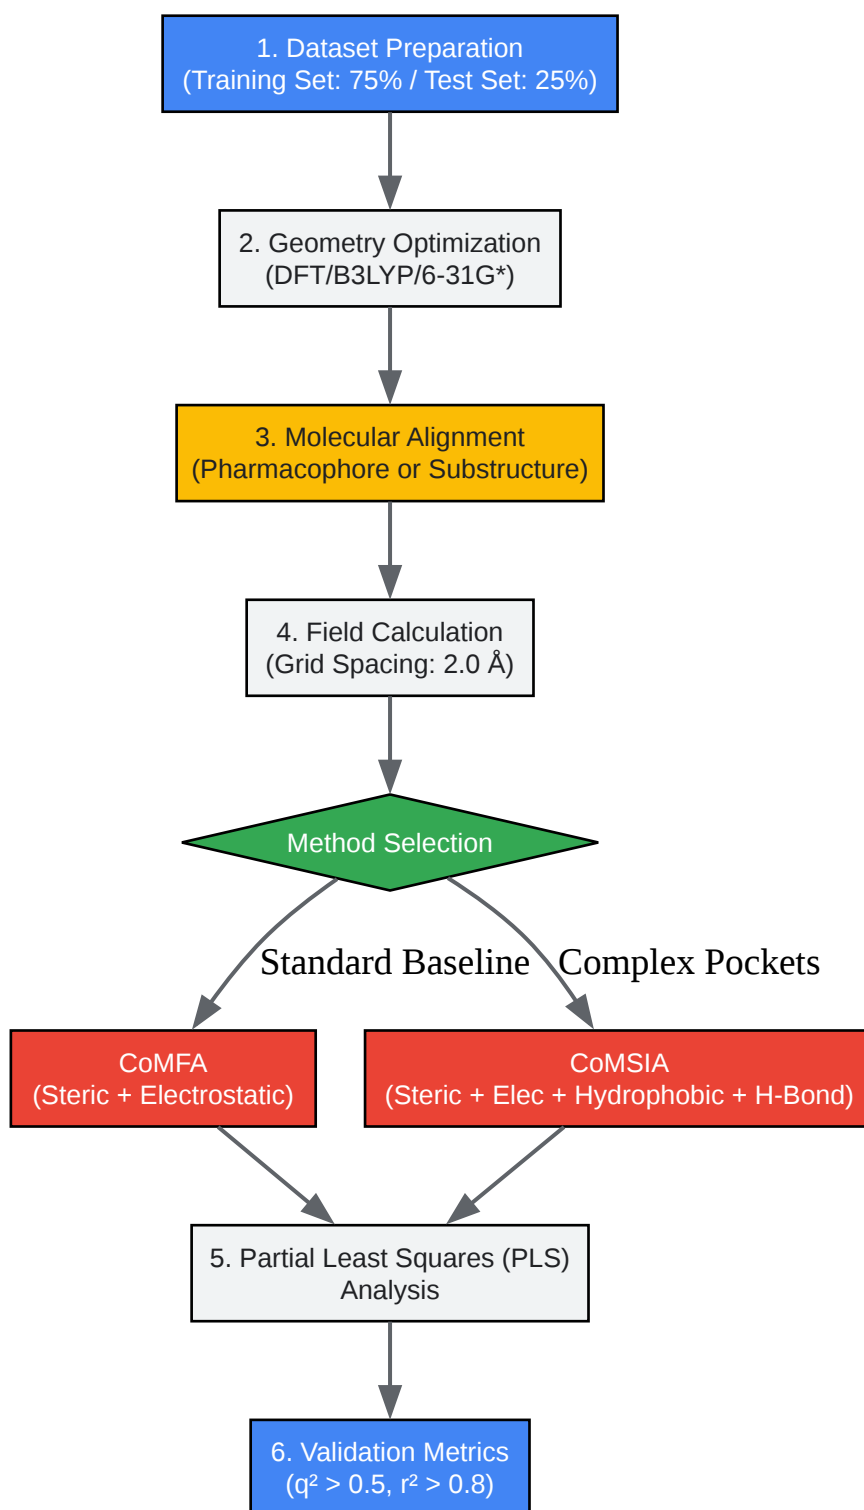 1. Dataset Preparation
(Training Set: 75% / Test Set: 25%)
2. Geometry Optimization
(DFT/B3LYP/6-31G*)
3. Molecular Alignment
(Pharmacophore or Substructure)
4. Field Calculation
(Grid Spacing: 2.0 Å)
Method Selection
Standard Baseline
Complex Pockets
CoMFA
(Steric + Electrostatic)
CoMSIA
(Steric + Elec + Hydrophobic + H-Bond)
5. Partial Least Squares (PLS)
Analysis
6. Validation Metrics
(q² > 0.5, r² > 0.8)